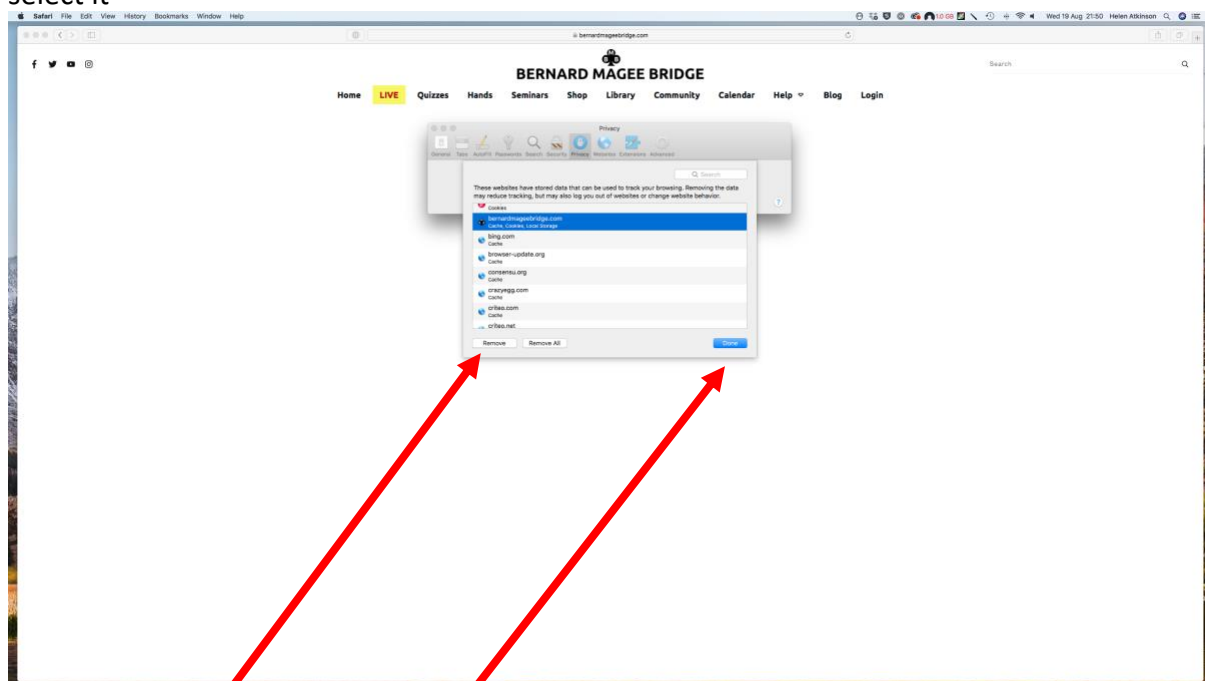 select it
Safari File Edit View History Bookmarks Window Help
1.0 GB Wed 19 Aug 21:50 Helen Atkinson
bernardmageebridge.com
BERNARD MAGEE BRIDGE
Search
Home LIVE Quizzes Hands Seminars Shop Library Community Calendar Help Blog Login
Privacy
General Tabs AutoFill Passwords Search Security Privacy Websites Extensions Advanced
Search
These websites have stored data that can be used to track your browsing. Removing the data
may reduce tracking, but may also log you out of websites or change website behavior.
Cookies
bernardmageebridge.com
Cache, Cookies, Local Storage
bing.com
Cache
browser-update.org
Cache
consensu.org
Cache
crazyegg.com
Cache
criteo.com
Cache
criteo.net
Remove Remove All Done